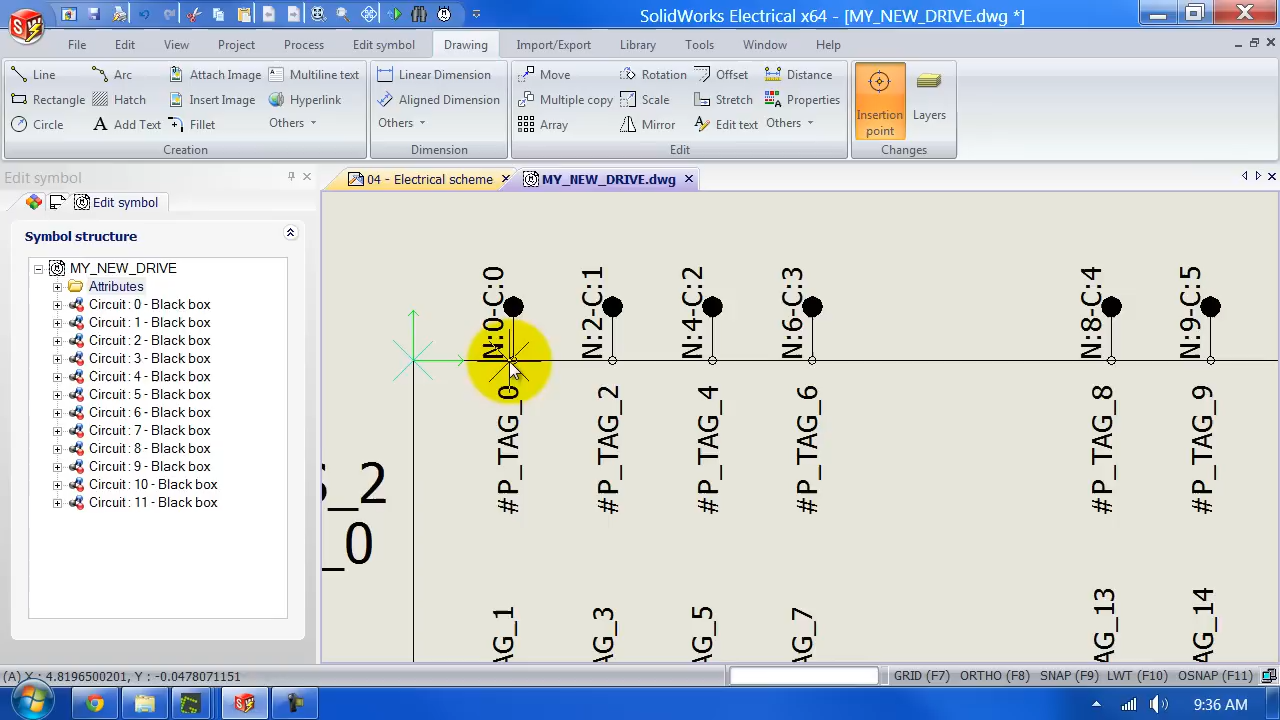 SolidWorks Electrical x64 - [MY_NEW_DRIVE.dwg *]
File Edit View Project Process Edit symbol Drawing Import/Export Library Tools Window Help
Line Arc Attach Image Multiline text
Rectangle Hatch Insert Image Hyperlink
Circle Add Text Fillet Others
Creation
Linear Dimension
Aligned Dimension
Others
Dimension
Move Rotation Offset Distance
Multiple copy Scale Stretch Properties
Array Mirror Edit text Others
Edit
Insertion point
Layers
Changes
Edit symbol
Edit symbol
Symbol structure
MY_NEW_DRIVE
Attributes
Circuit : 0 - Black box
Circuit : 1 - Black box
Circuit : 2 - Black box
Circuit : 3 - Black box
Circuit : 4 - Black box
Circuit : 5 - Black box
Circuit : 6 - Black box
Circuit : 7 - Black box
Circuit : 8 - Black box
Circuit : 9 - Black box
Circuit : 10 - Black box
Circuit : 11 - Black box
04 - Electrical scheme
MY_NEW_DRIVE.dwg
N:0-C:0
N:2-C:1
N:4-C:2
N:6-C:3
N:8-C:4
N:9-C:5
#P_TAG_0
#P_TAG_2
#P_TAG_4
#P_TAG_6
#P_TAG_8
#P_TAG_9
_2
_0
AG_1
AG_3
AG_5
AG_7
AG_13
AG_14
(A) X : 4.8196500201, Y : -0.0478071151
GRID (F7) ORTHO (F8) SNAP (F9) LWT (F10) OSNAP (F11)
9:36 AM